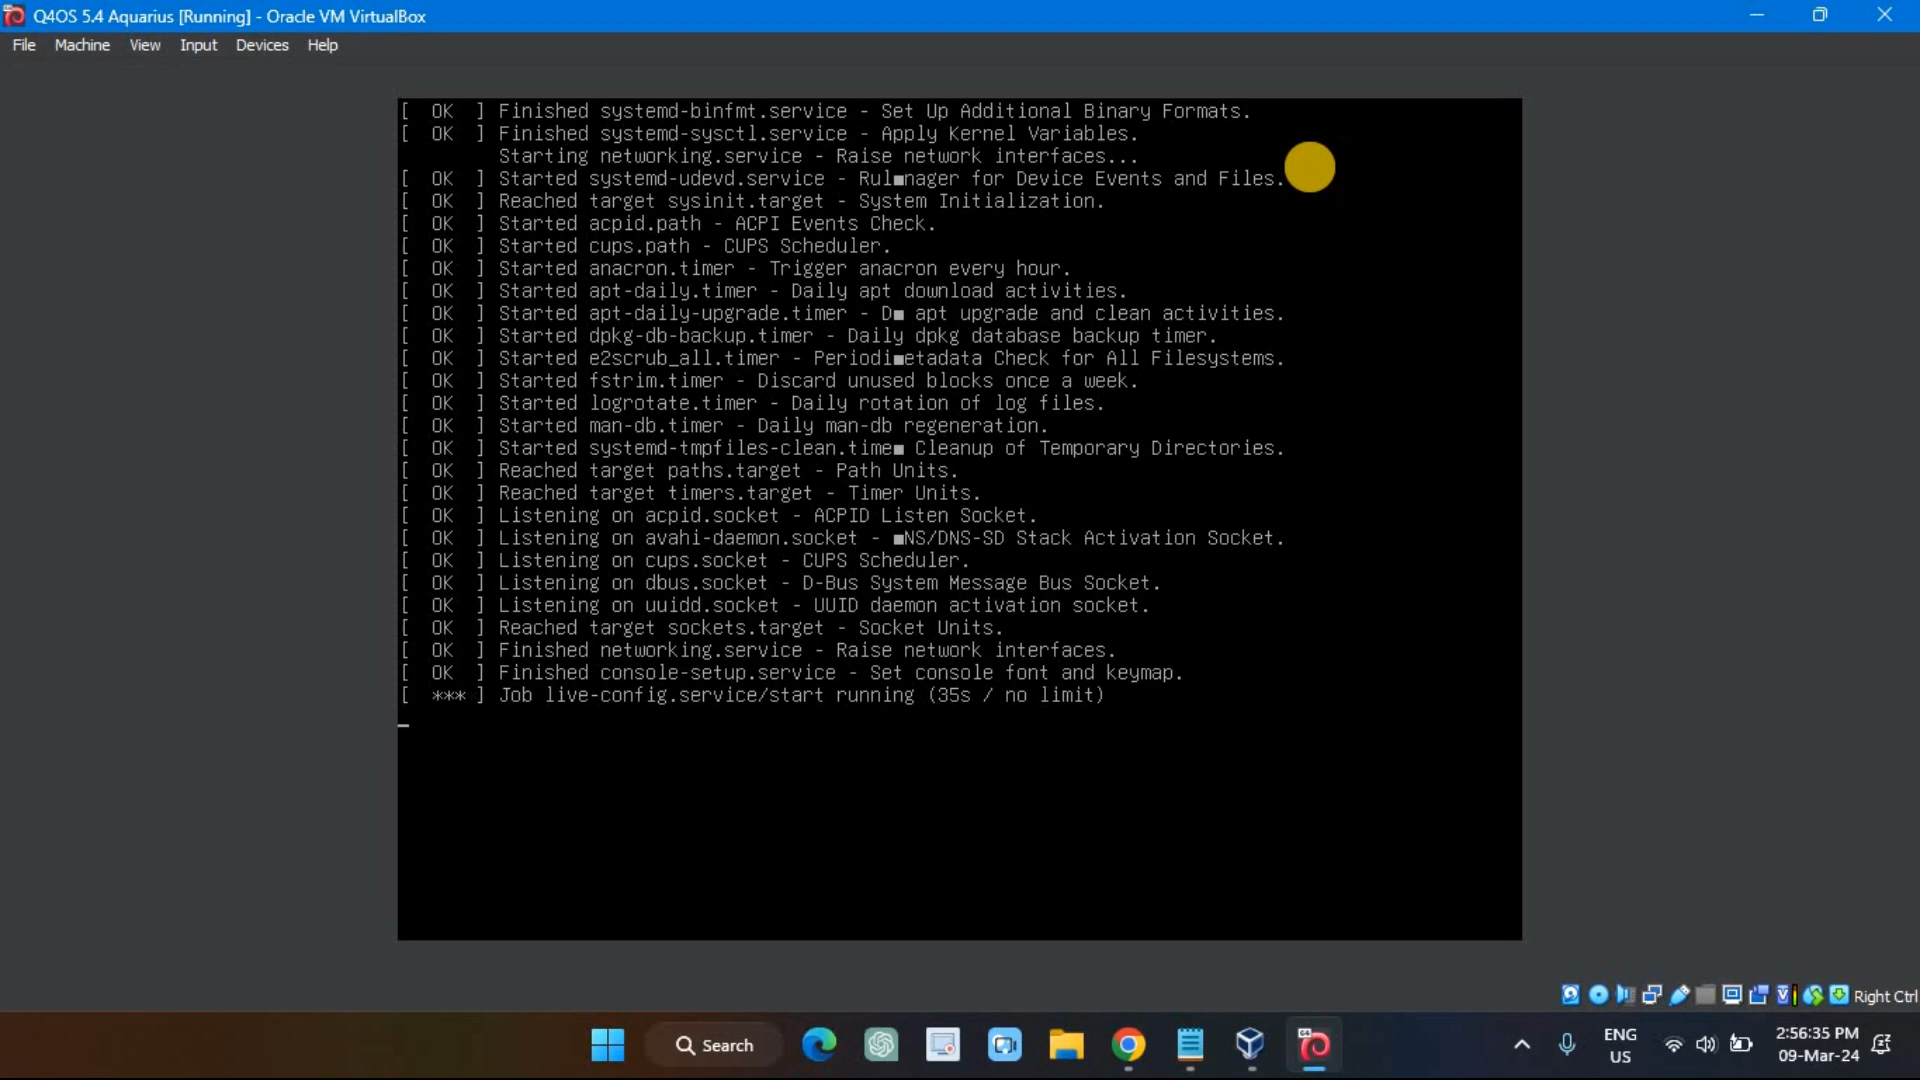 Q4OS 5.4 Aquarius [Running] - Oracle VM VirtualBox
File Machine View Input Devices Help
[ OK ] Finished systemd-binfmt.service - Set Up Additional Binary Formats.
[ OK ] Finished systemd-sysctl.service - Apply Kernel Variables.
Starting networking.service - Raise network interfaces...
[ OK ] Started systemd-udevd.service - Rul■nager for Device Events and Files.
[ OK ] Reached target sysinit.target - System Initialization.
[ OK ] Started acpid.path - ACPI Events Check.
[ OK ] Started cups.path - CUPS Scheduler.
[ OK ] Started anacron.timer - Trigger anacron every hour.
[ OK ] Started apt-daily.timer - Daily apt download activities.
[ OK ] Started apt-daily-upgrade.timer - D■ apt upgrade and clean activities.
[ OK ] Started dpkg-db-backup.timer - Daily dpkg database backup timer.
[ OK ] Started e2scrub_all.timer - Periodi■etadata Check for All Filesystems.
[ OK ] Started fstrim.timer - Discard unused blocks once a week.
[ OK ] Started logrotate.timer - Daily rotation of log files.
[ OK ] Started man-db.timer - Daily man-db regeneration.
[ OK ] Started systemd-tmpfiles-clean.time■ Cleanup of Temporary Directories.
[ OK ] Reached target paths.target - Path Units.
[ OK ] Reached target timers.target - Timer Units.
[ OK ] Listening on acpid.socket - ACPID Listen Socket.
[ OK ] Listening on avahi-daemon.socket - ■NS/DNS-SD Stack Activation Socket.
[ OK ] Listening on cups.socket - CUPS Scheduler.
[ OK ] Listening on dbus.socket - D-Bus System Message Bus Socket.
[ OK ] Listening on uuidd.socket - UUID daemon activation socket.
[ OK ] Reached target sockets.target - Socket Units.
[ OK ] Finished networking.service - Raise network interfaces.
[ OK ] Finished console-setup.service - Set console font and keymap.
[ *** ] Job live-config.service/start running (35s / no limit)
Right Ctrl
Search
ENG
US
2:56:35 PM
09-Mar-24